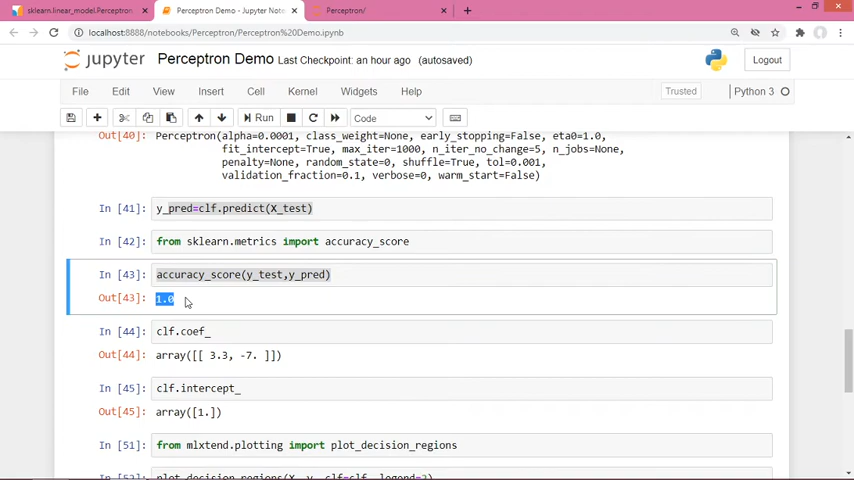 sklearn.linear_model.Perceptron
Perceptron Demo - Jupyter Note
Perceptron/
localhost:8888/notebooks/Perceptron/Perceptron%20Demo.ipynb
jupyter Perceptron Demo Last Checkpoint: an hour ago (autosaved)
Logout
File Edit View Insert Cell Kernel Widgets Help
Trusted
Python 3
Run
Code
Out[40]: Perceptron(alpha=0.0001, class_weight=None, early_stopping=False, eta0=1.0,
fit_intercept=True, max_iter=1000, n_iter_no_change=5, n_jobs=None,
penalty=None, random_state=0, shuffle=True, tol=0.001,
validation_fraction=0.1, verbose=0, warm_start=False)
In [41]: y_pred=clf.predict(X_test)
In [42]: from sklearn.metrics import accuracy_score
In [43]: accuracy_score(y_test,y_pred)
Out[43]: 1.0
In [44]: clf.coef_
Out[44]: array([[ 3.3, -7. ]])
In [45]: clf.intercept_
Out[45]: array([1.])
In [51]: from mlxtend.plotting import plot_decision_regions
plot_decision_regions(X, y, clf=clf, legend=2)